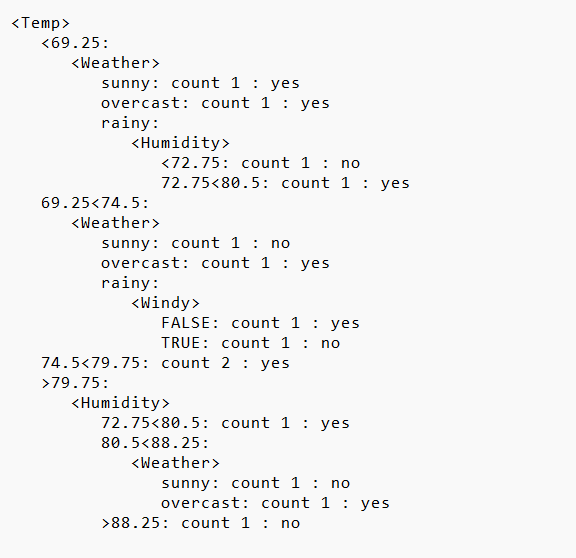 <Temp>
<69.25:
<Weather>
sunny: count 1 : yes
overcast: count 1 : yes
rainy:
<Humidity>
<72.75: count 1 : no
72.75<80.5: count 1 : yes
69.25<74.5:
<Weather>
sunny: count 1 : no
overcast: count 1 : yes
rainy:
<Windy>
FALSE: count 1 : yes
TRUE: count 1 : no
74.5<79.75: count 2 : yes
>79.75:
<Humidity>
72.75<80.5: count 1 : yes
80.5<88.25:
<Weather>
sunny: count 1 : no
overcast: count 1 : yes
>88.25: count 1 : no